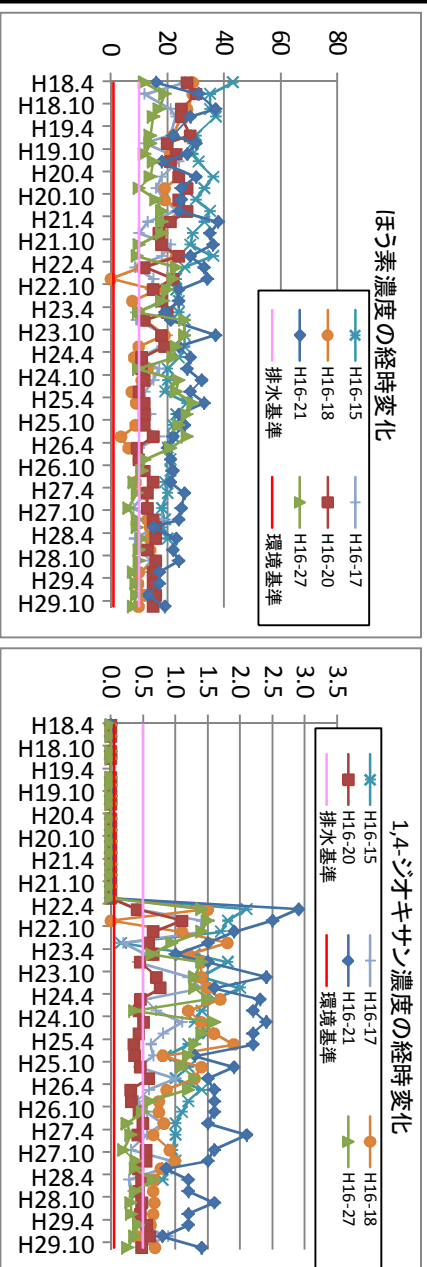 ほう素濃度の経時変化
80
60
40
20
0
H16-15 H16-17
H16-18 H16-20
H16-21 H16-27
排水基準 環境基準
H18.4
H18.10
H19.4
H19.10
H20.4
H20.10
H21.4
H21.10
H22.4
H22.10
H23.4
H23.10
H24.4
H24.10
H25.4
H25.10
H26.4
H26.10
H27.4
H27.10
H28.4
H28.10
H29.4
H29.10
1,4-ジオキサン濃度の経時変化
3.5
3.0
2.5
2.0
1.5
1.0
0.5
0.0
H16-15 H16-17 H16-18
H16-20 H16-21 H16-27
排水基準 環境基準
H18.4
H18.10
H19.4
H19.10
H20.4
H20.10
H21.4
H21.10
H22.4
H22.10
H23.4
H23.10
H24.4
H24.10
H25.4
H25.10
H26.4
H26.10
H27.4
H27.10
H28.4
H28.10
H29.4
H29.10